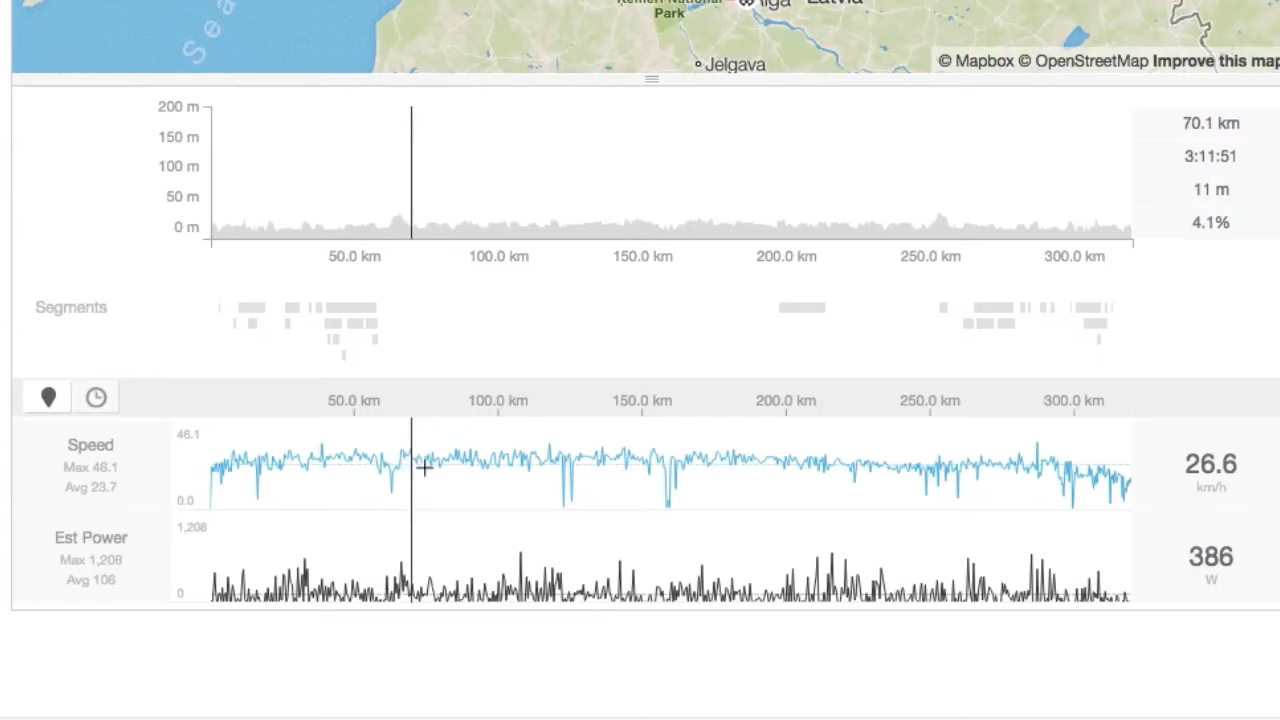 Sea
Park
Latvia
Jelgava
© Mapbox © OpenStreetMap Improve this map
200 m
150 m
100 m
50 m
0 m
70.1 km
3:11:51
11 m
4.1%
50.0 km 100.0 km 150.0 km 200.0 km 250.0 km 300.0 km
Segments
50.0 km 100.0 km 150.0 km 200.0 km 250.0 km 300.0 km
Speed
Max 46.1
Avg 23.7
46.1
0.0
26.6
km/h
Est Power
Max 1,208
Avg 106
1,208
0
386
W